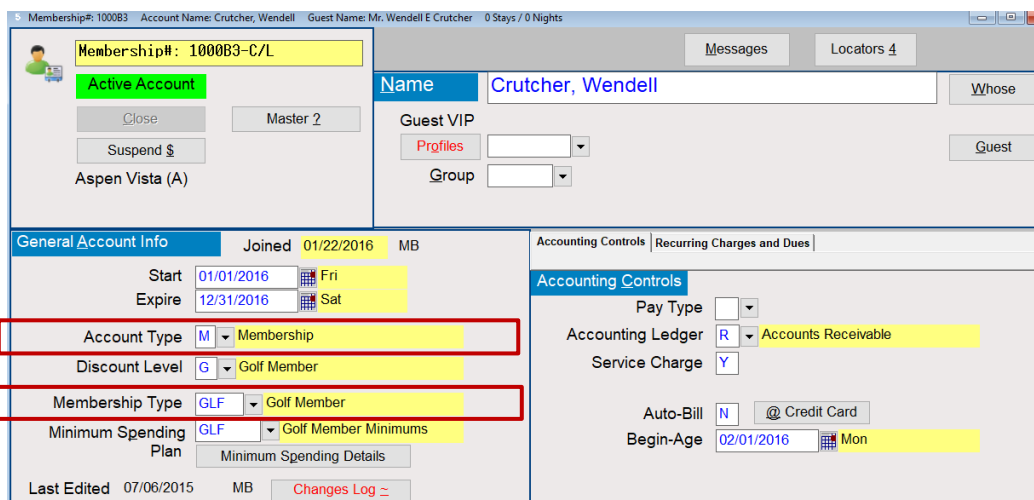 Membership#: 1000B3 Account Name: Crutcher, Wendell Guest Name: Mr. Wendell E Crutcher 0 Stays / 0 Nights
Membership#: 1000B3-C/L
Messages Locators 4
Active Account
Name Crutcher, Wendell Whose
Close Master ?
Guest VIP
Suspend $
Profiles Guest
Aspen Vista (A)
Group
General Account Info Joined 01/22/2016 MB
Start 01/01/2016 Fri
Expire 12/31/2016 Sat
Account Type M Membership
Discount Level G Golf Member
Membership Type GLF Golf Member
Minimum Spending Plan GLF Golf Member Minimums
Minimum Spending Details
Last Edited 07/06/2015 MB Changes Log ~
Accounting Controls Recurring Charges and Dues
Accounting Controls
Pay Type
Accounting Ledger R Accounts Receivable
Service Charge Y
Auto-Bill N @ Credit Card
Begin-Age 02/01/2016 Mon